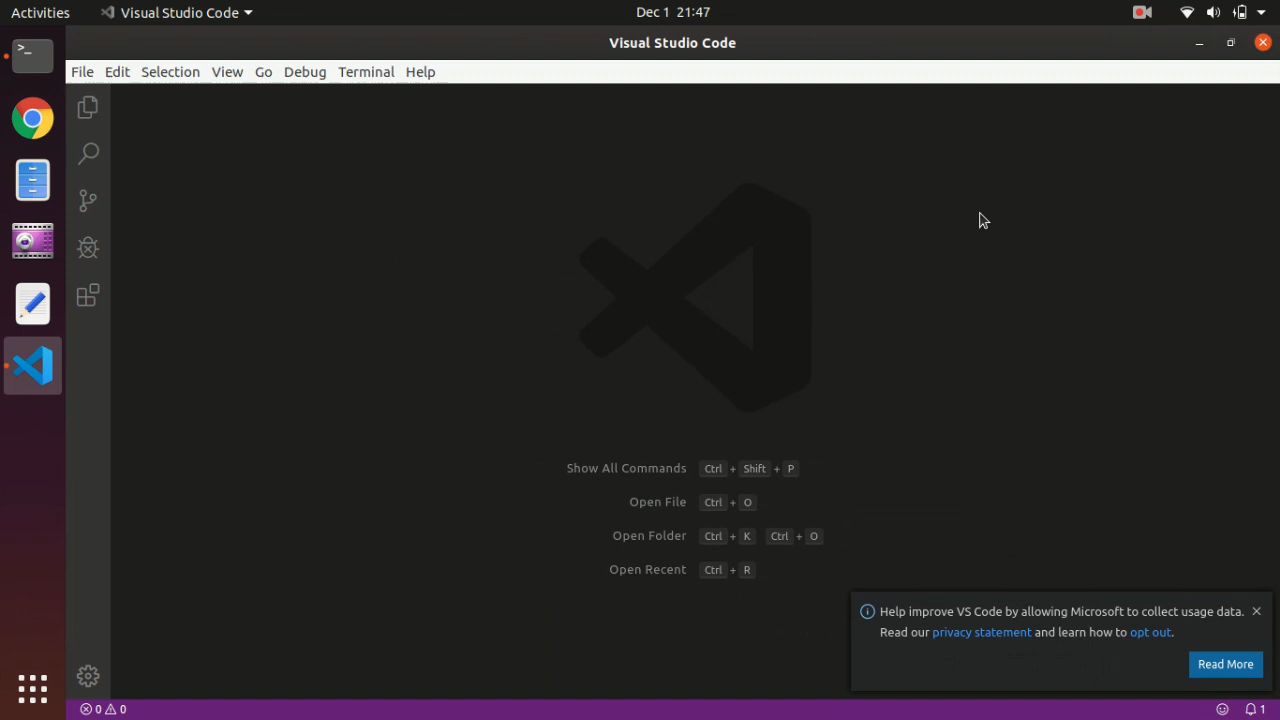 Activities Visual Studio Code Dec 1 21:47
Visual Studio Code
File Edit Selection View Go Debug Terminal Help
Show All Commands Ctrl + Shift + P
Open File Ctrl + O
Open Folder Ctrl + K Ctrl + O
Open Recent Ctrl + R
Help improve VS Code by allowing Microsoft to collect usage data.
Read our privacy statement and learn how to opt out.
Read More
0 0 1